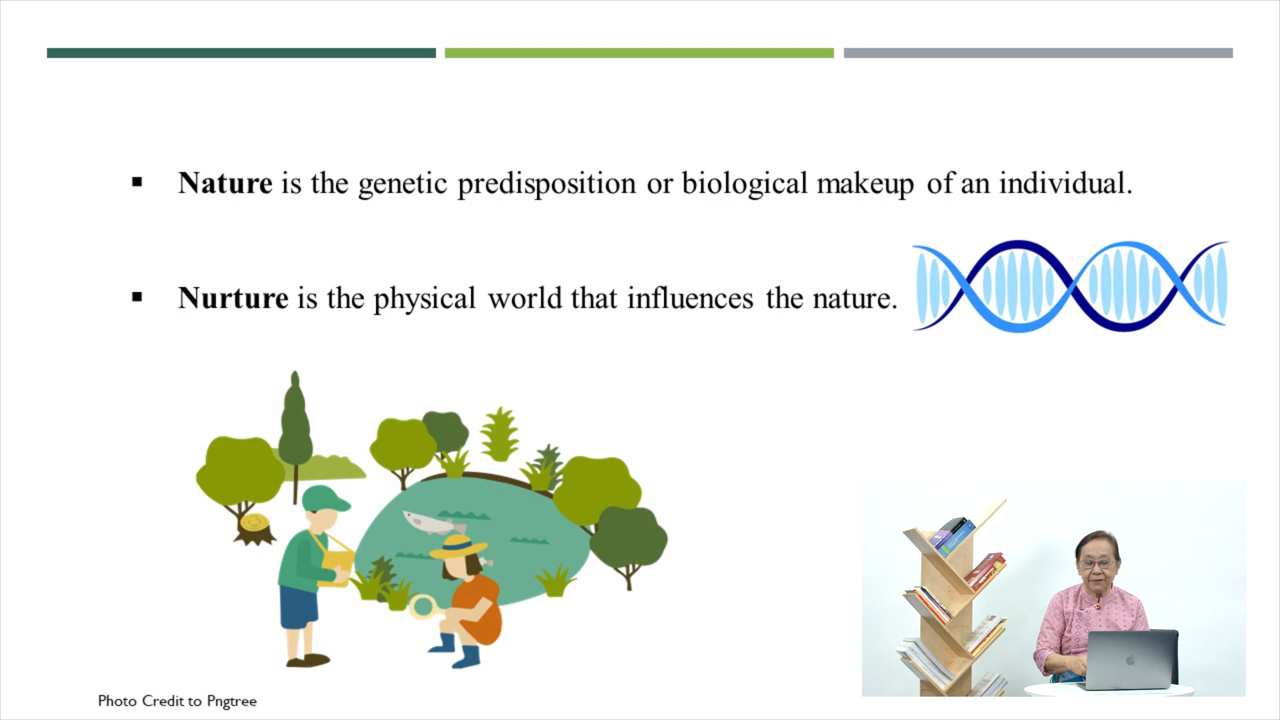 ▪ Nature is the genetic predisposition or biological makeup of an individual.
▪ Nurture is the physical world that influences the nature.
Photo Credit to Pngtree